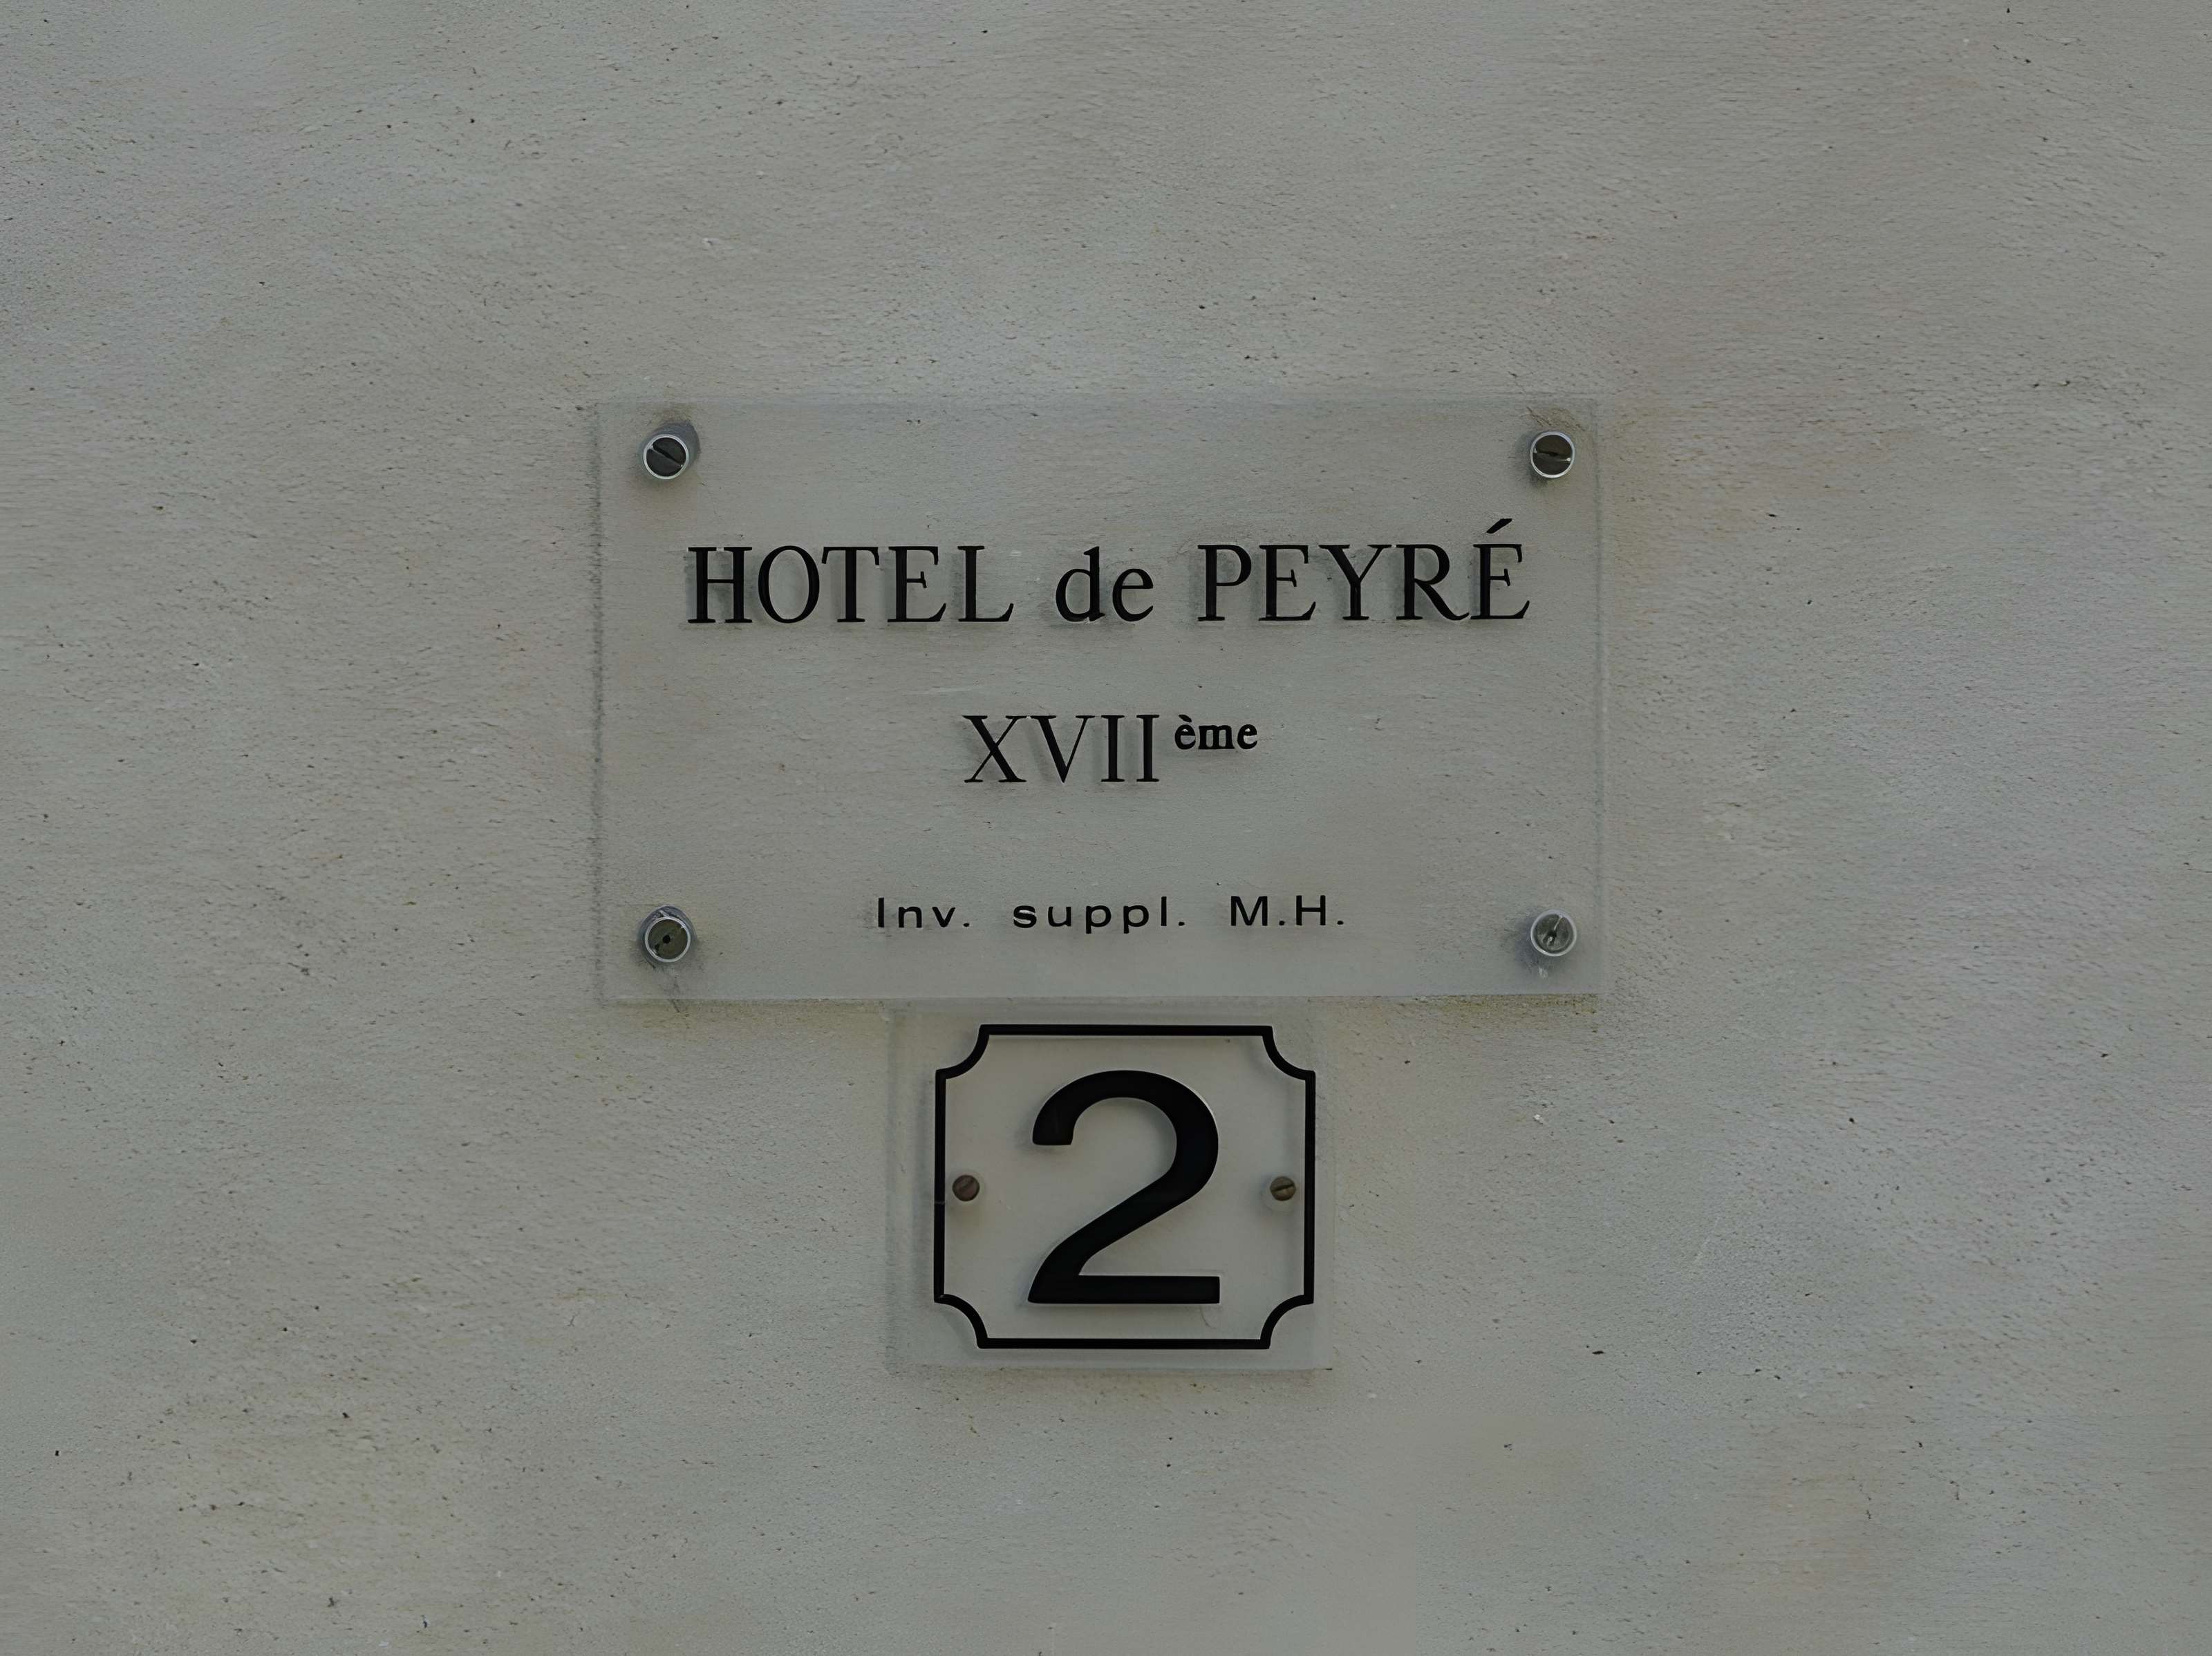 HOTEL de PEYRÉ
XVIIème
Inv. suppl. M.H.
2